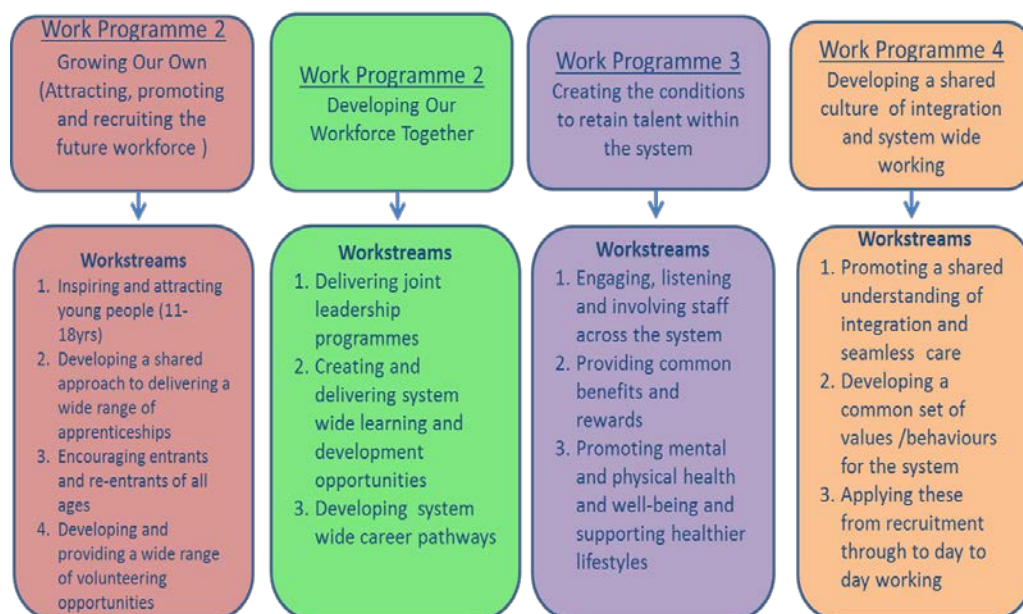 Work Programme 2
Growing Our Own
(Attracting, promoting
and recruiting the
future workforce )
Work Programme 2
Developing Our
Workforce Together
Work Programme 3
Creating the conditions
to retain talent within
the system
Work Programme 4
Developing a shared
culture of integration
and system wide
working
Workstreams
1. Inspiring and attracting
young people (11-
18yrs)
2. Developing a shared
approach to delivering a
wide range of
apprenticeships
3. Encouraging entrants
and re-entrants of all
ages
4. Developing and
providing a wide range
of volunteering
opportunities
Workstreams
1. Delivering joint
leadership
programmes
2. Creating and
delivering system
wide learning and
development
opportunities
3. Developing system
wide career pathways
Workstreams
1. Engaging, listening
and involving staff
across the system
2. Providing common
benefits and
rewards
3. Promoting mental
and physical health
and well-being and
supporting healthier
lifestyles
Workstreams
1. Promoting a shared
understanding of
integration and
seamless care
2. Developing a
common set of
values /behaviours
for the system
3. Applying these
from recruitment
through to day to
day working